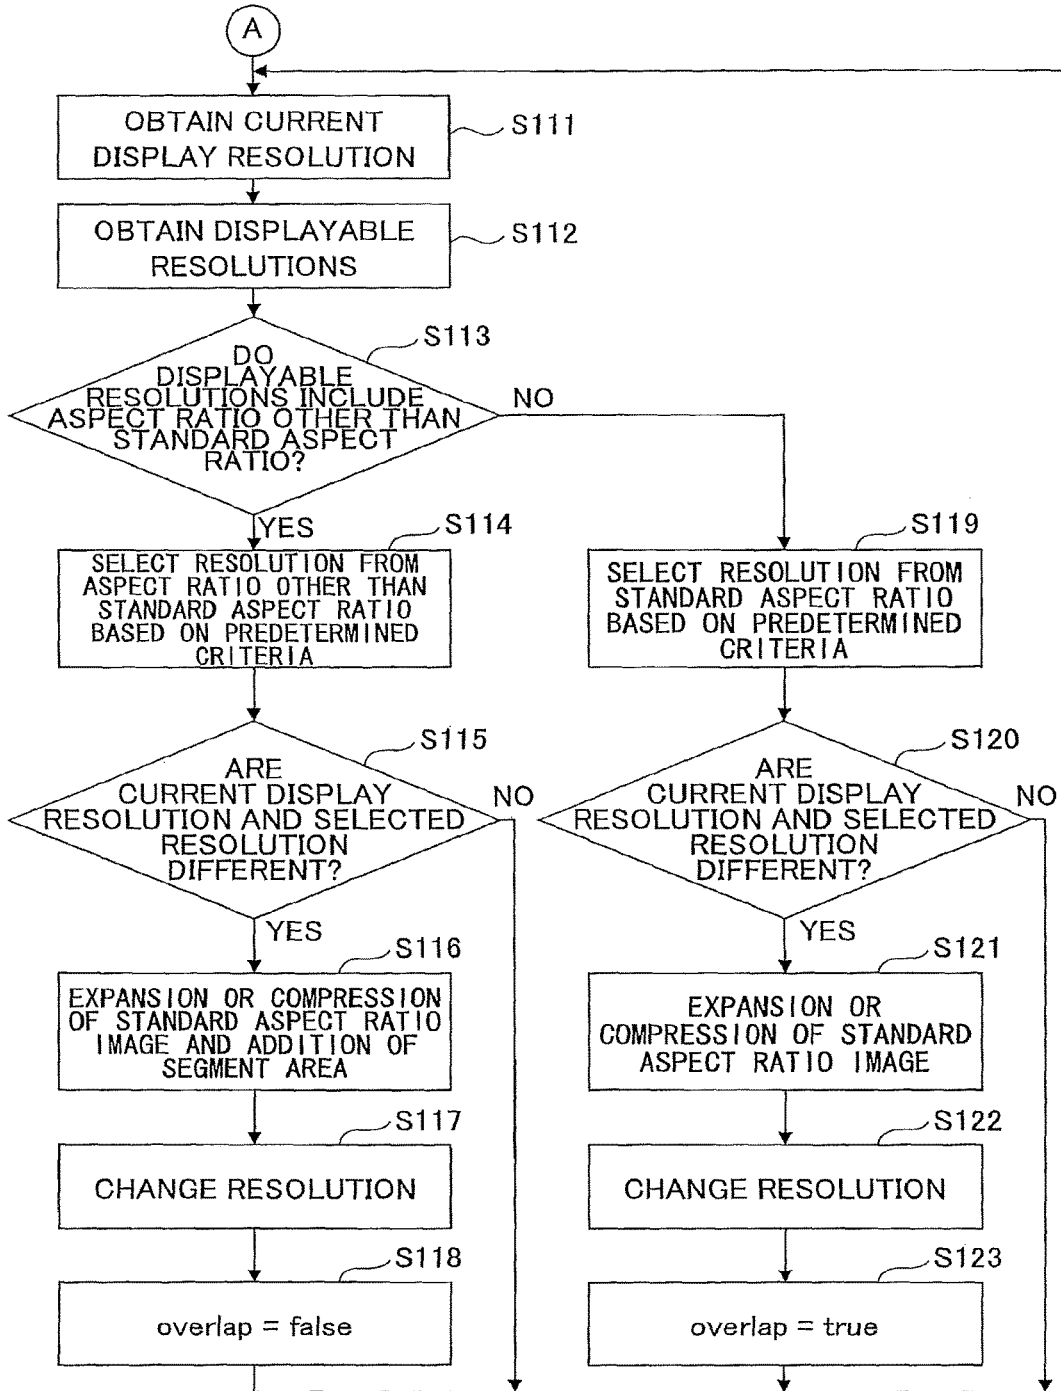 A
OBTAIN CURRENT
DISPLAY RESOLUTION
S111
OBTAIN DISPLAYABLE
RESOLUTIONS
S112
S113
DO
DISPLAYABLE
RESOLUTIONS INCLUDE
ASPECT RATIO OTHER THAN
STANDARD ASPECT
RATIO?
NO
YES
S114
SELECT RESOLUTION FROM
ASPECT RATIO OTHER THAN
STANDARD ASPECT RATIO
BASED ON PREDETERMINED
CRITERIA
S119
SELECT RESOLUTION FROM
STANDARD ASPECT RATIO
BASED ON PREDETERMINED
CRITERIA
S115
ARE
CURRENT DISPLAY
RESOLUTION AND SELECTED
RESOLUTION
DIFFERENT?
NO
YES
S120
ARE
CURRENT DISPLAY
RESOLUTION AND SELECTED
RESOLUTION
DIFFERENT?
NO
YES
S116
EXPANSION OR COMPRESSION
OF STANDARD ASPECT RATIO
IMAGE AND ADDITION OF
SEGMENT AREA
S121
EXPANSION OR
COMPRESSION OF STANDARD
ASPECT RATIO IMAGE
S117
CHANGE RESOLUTION
S122
CHANGE RESOLUTION
S118
overlap = false
S123
overlap = true